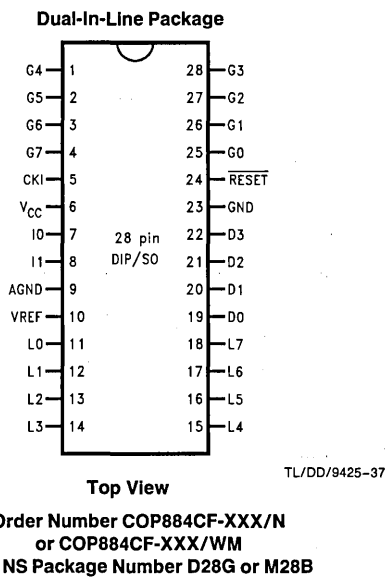 Dual-In-Line Package
G4 1 28 G3
G5 2 27 G2
G6 3 26 G1
G7 4 25 G0
CKI 5 24 RESET
VCC 6 23 GND
I0 7 22 D3
28 pin
I1 8 21 D2
DIP/SO
AGND 9 20 D1
VREF 10 19 D0
L0 11 18 L7
L1 12 17 L6
L2 13 16 L5
L3 14 15 L4
TL/DD/9425-37
Top View
Order Number COP884CF-XXX/N
or COP884CF-XXX/WM
NS Package Number D28G or M28B